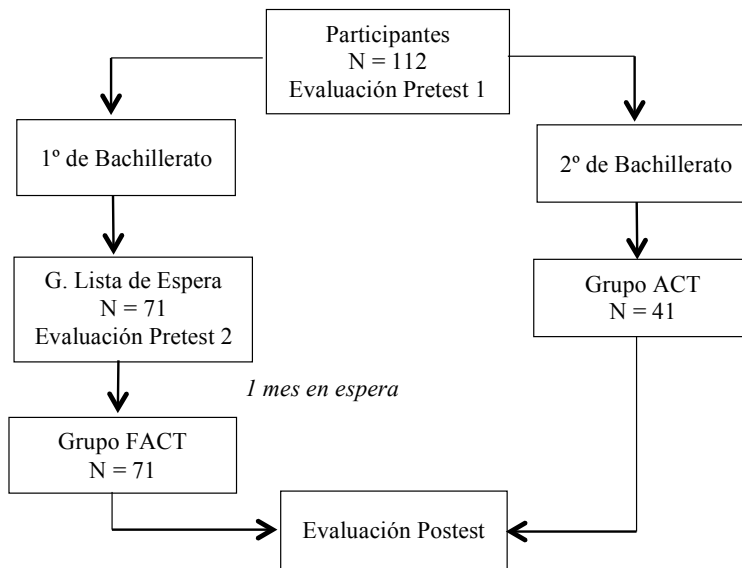 Participantes
N = 112
Evaluación Pretest 1
1º de Bachillerato
2º de Bachillerato
G. Lista de Espera
N = 71
Evaluación Pretest 2
Grupo ACT
N = 41
1 mes en espera
Grupo FACT
N = 71
Evaluación Postest